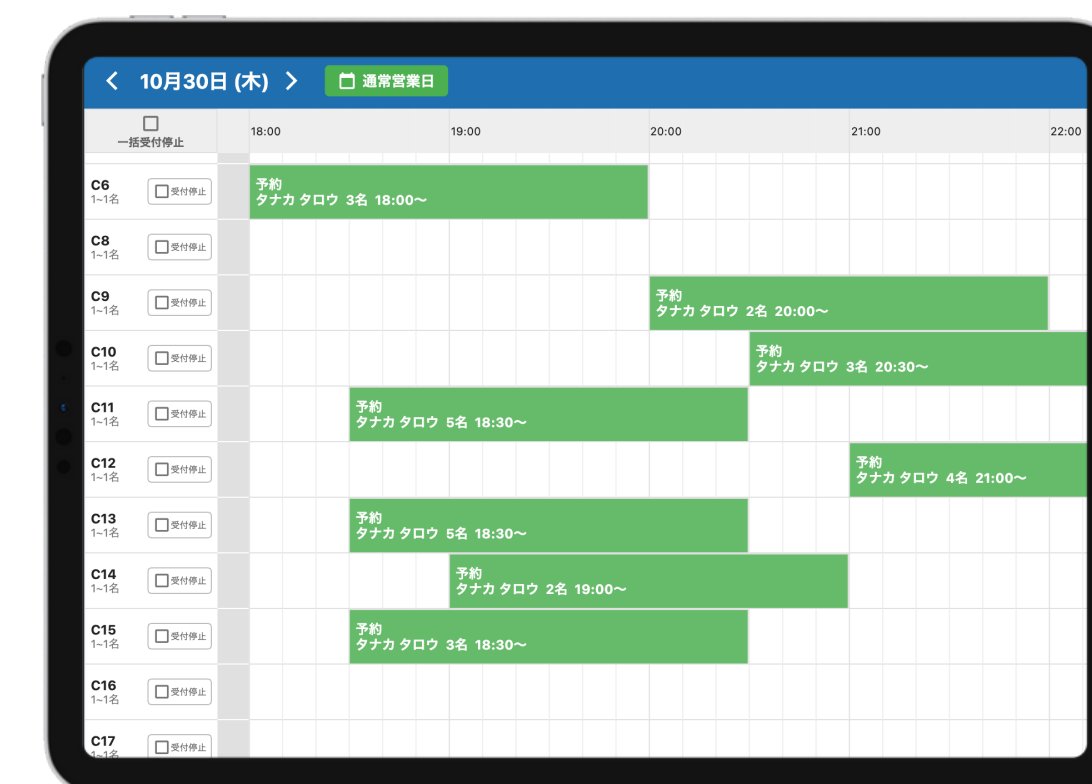 10月30日 (木)
通常営業日
一括受付停止
18:00
19:00
20:00
21:00
22:00
C6
1~1名
受付停止
予約
タナカ タロウ 3名 18:00〜
C8
1~1名
受付停止
C9
1~1名
受付停止
予約
タナカ タロウ 2名 20:00〜
C10
1~1名
受付停止
予約
タナカ タロウ 3名 20:30〜
C11
1~1名
受付停止
予約
タナカ タロウ 5名 18:30〜
C12
1~1名
受付停止
予約
タナカ タロウ 4名 21:00〜
C13
1~1名
受付停止
予約
タナカ タロウ 5名 18:30〜
C14
1~1名
受付停止
予約
タナカ タロウ 2名 19:00〜
C15
1~1名
受付停止
予約
タナカ タロウ 3名 18:30〜
C16
1~1名
受付停止
C17
1~1名
受付停止